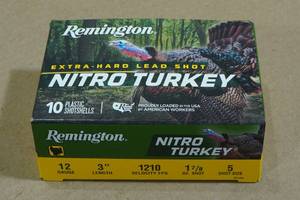 Remington
EXTRA-HARD LEAD SHOT
NITRO TURKEY
10 PLASTIC SHOTSHELLS
PROUDLY LOADED IN THE USA
BY AMERICAN WORKERS
Remington
NITRO
TURKEY
12 3" 1210 1 7/8 5
GAUGE LENGTH VELOCITY FPS OZ. SHOT SHOT SIZE